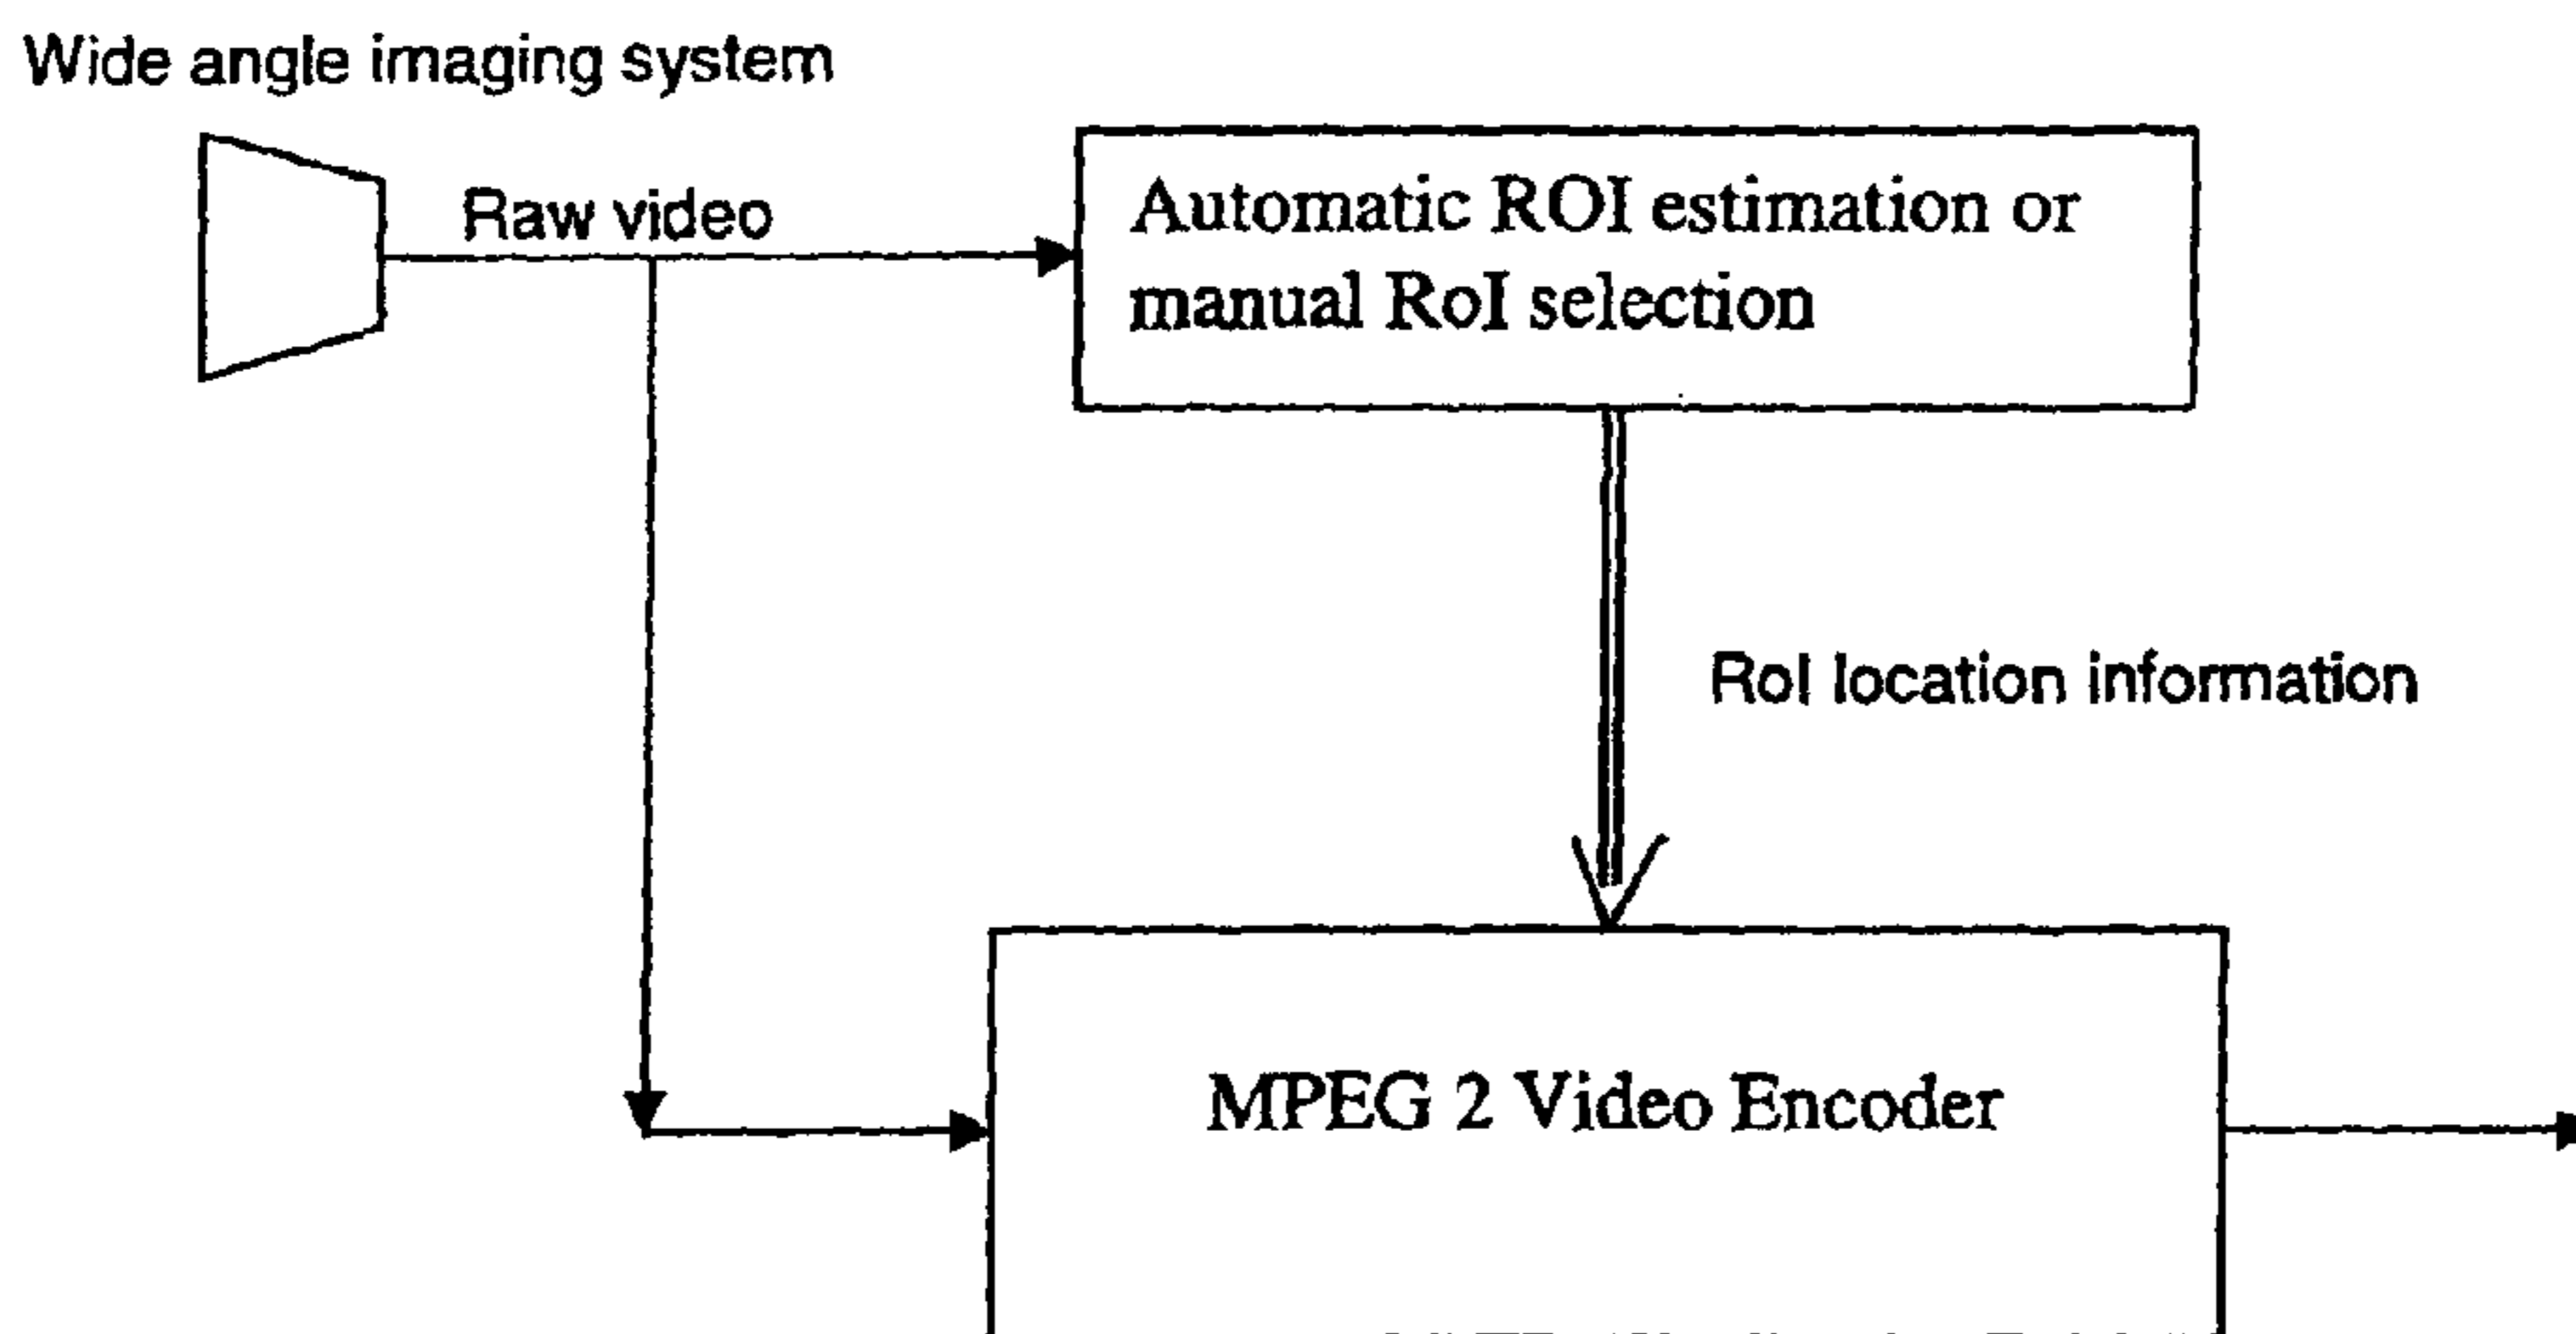 Wide angle imaging system
Raw video
Automatic ROI estimation or
manual RoI selection
RoI location information
MPEG 2 Video Encoder